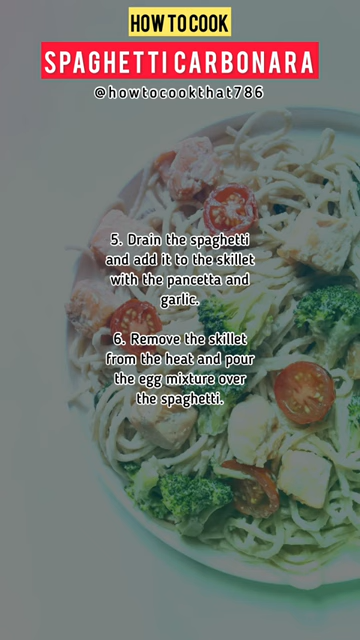 HOW TO COOK
SPAGHETTI CARBONARA
@howtocookthat786
5. Drain the spaghetti
and add it to the skillet
with the pancetta and
garlic.
6. Remove the skillet
from the heat and pour
the egg mixture over
the spaghetti.